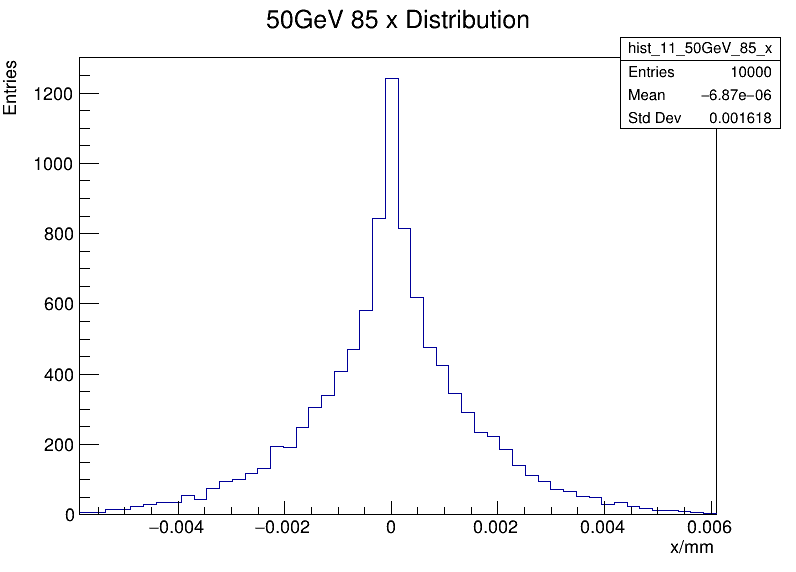 50GeV 85 x Distribution
hist_11_50GeV_85_x
Entries 10000
Mean −6.87e−06
Std Dev 0.001618
Entries
1200
1000
800
600
400
200
0
−0.004 −0.002 0 0.002 0.004 0.006
x/mm